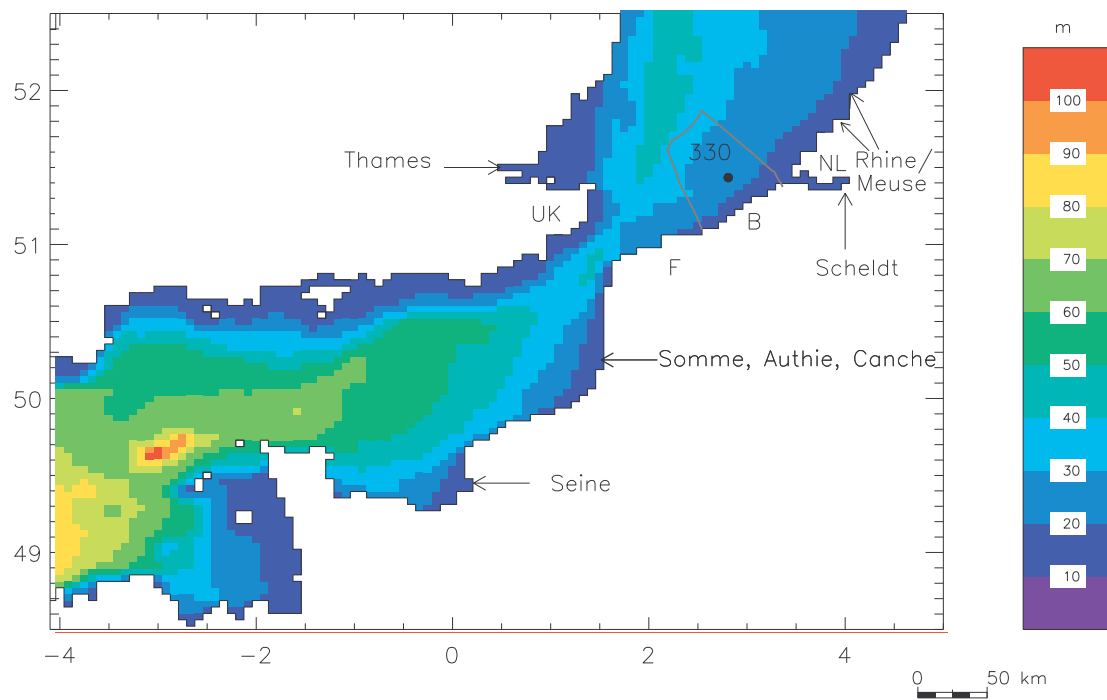 m
100
90
80
70
60
50
40
30
20
10
52
51
50
49
Thames
330
NL Rhine/
Meuse
UK
B
F
Scheldt
Somme, Authie, Canche
Seine
-4
-2
0
2
4
0 50 km